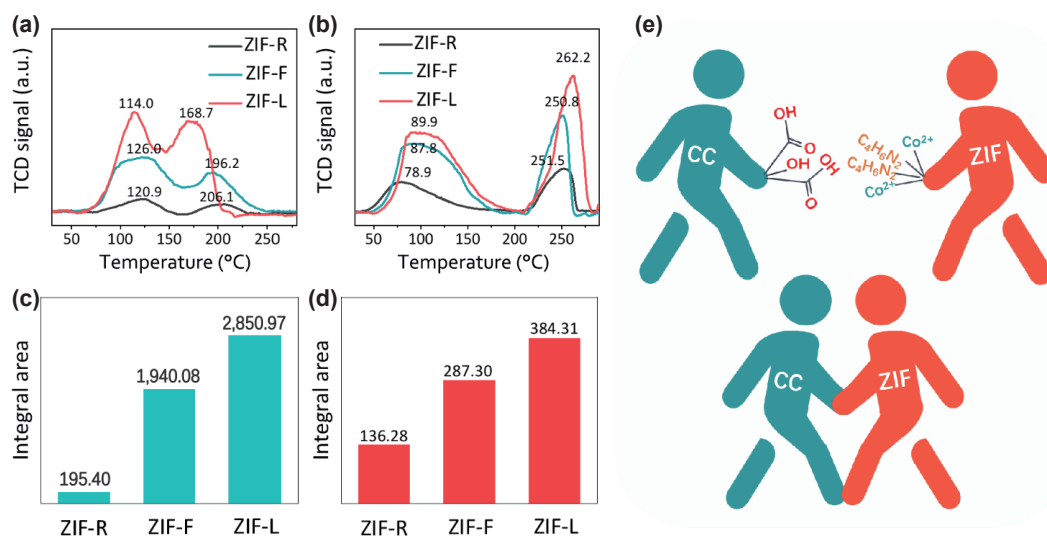 (a)
TCD signal (a.u.)
ZIF-R
ZIF-F
ZIF-L
114.0
168.7
126.0
196.2
120.9
206.1
50 100 150 200 250
Temperature (°C)
(b)
TCD signal (a.u.)
ZIF-R
ZIF-F
ZIF-L
262.2
250.8
89.9
87.8
251.5
78.9
50 100 150 200 250
Temperature (°C)
(c)
Integral area
195.40
1,940.08
2,850.97
ZIF-R ZIF-F ZIF-L
(d)
Integral area
136.28
287.30
384.31
ZIF-R ZIF-F ZIF-L
(e)
CC
OH
O
OH
OH
O
C₄H₆N₂
Co²⁺
C₄H₆N₂
Co²⁺
ZIF
CC
ZIF